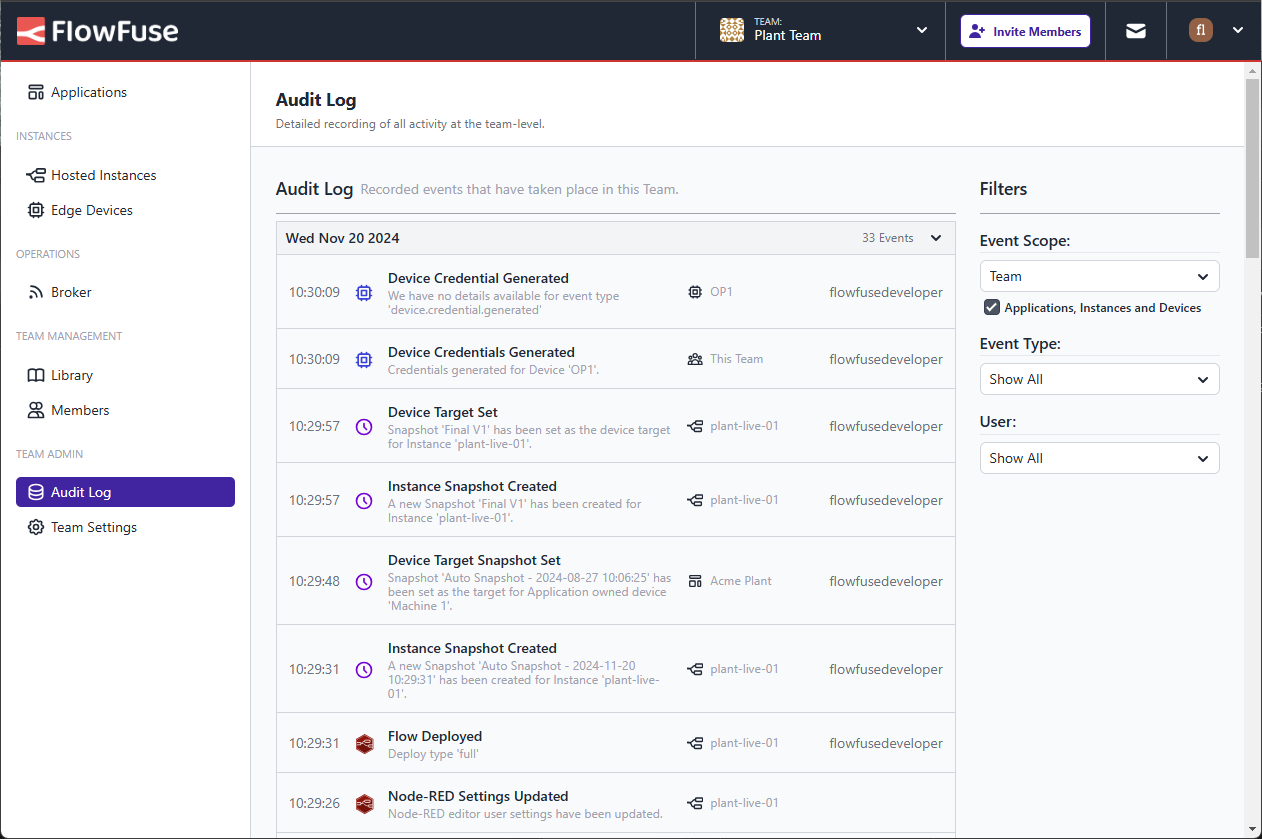 FlowFuse
TEAM:
Plant Team
Invite Members
fl
Applications
INSTANCES
Hosted Instances
Edge Devices
OPERATIONS
Broker
TEAM MANAGEMENT
Library
Members
TEAM ADMIN
Audit Log
Team Settings
Audit Log
Detailed recording of all activity at the team-level.
Audit Log Recorded events that have taken place in this Team.
Wed Nov 20 2024 33 Events
10:30:09 Device Credential Generated OP1 flowfusedeveloper
We have no details available for event type
'device.credential.generated'
10:30:09 Device Credentials Generated This Team flowfusedeveloper
Credentials generated for Device 'OP1'.
10:29:57 Device Target Set plant-live-01 flowfusedeveloper
Snapshot 'Final V1' has been set as the device target
for Instance 'plant-live-01'.
10:29:57 Instance Snapshot Created plant-live-01 flowfusedeveloper
A new Snapshot 'Final V1' has been created for
Instance 'plant-live-01'.
10:29:48 Device Target Snapshot Set Acme Plant flowfusedeveloper
Snapshot 'Auto Snapshot - 2024-08-27 10:06:25' has
been set as the target for Application owned device
'Machine 1'.
10:29:31 Instance Snapshot Created plant-live-01 flowfusedeveloper
A new Snapshot 'Auto Snapshot - 2024-11-20
10:29:31' has been created for Instance 'plant-live-
01'.
10:29:31 Flow Deployed plant-live-01 flowfusedeveloper
Deploy type 'full'
10:29:26 Node-RED Settings Updated plant-live-01
Node-RED editor user settings have been updated.
Filters
Event Scope:
Team
Applications, Instances and Devices
Event Type:
Show All
User:
Show All